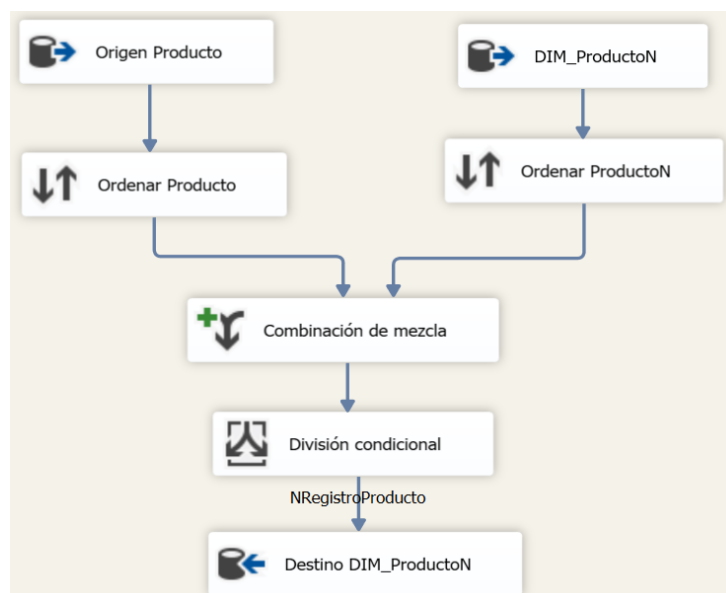 Origen Producto
DIM_ProductoN
Ordenar Producto
Ordenar ProductoN
Combinación de mezcla
División condicional
NRegistroProducto
Destino DIM_ProductoN